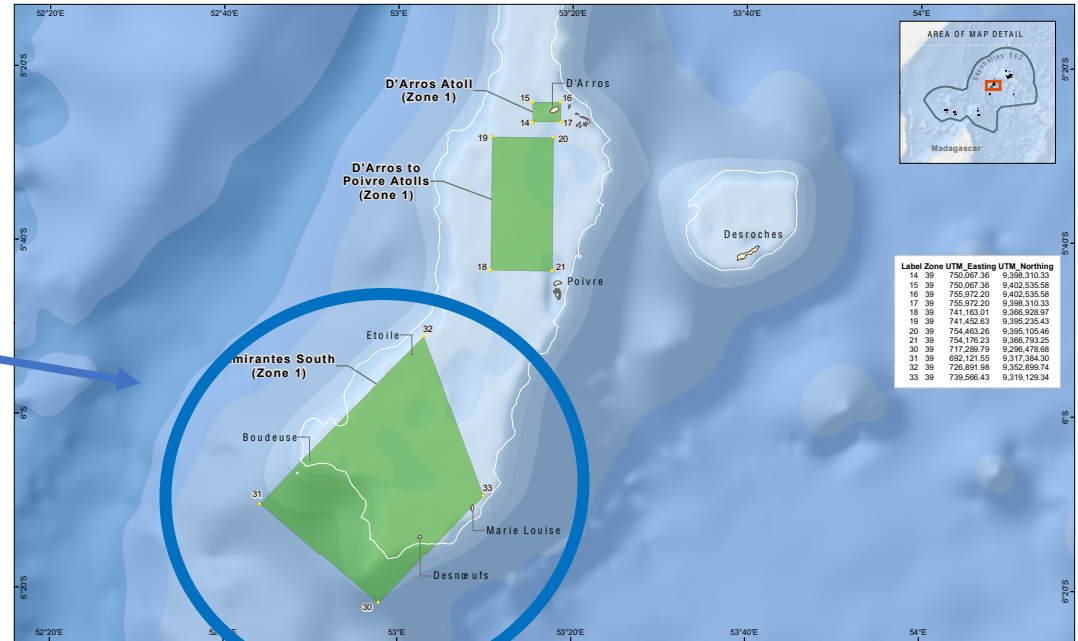 52°20'E 52°40'E 53°E 53°20'E 53°40'E 54°E
AREA OF MAP DETAIL
Seychelles' EEZ
Madagascar
5°20'S 5°20'S
D'Arros Atoll
(Zone 1)
D'Arros
15 16
14 17
19 20
D'Arros to
Poivre Atolls
(Zone 1)
Desroches
5°40'S 5°40'S
18 21
Poivre
Label Zone UTM_Easting UTM_Northing
14 39 750,067.36 9,398,310.33
15 39 750,067.36 9,402,535.58
16 39 755,972.20 9,402,535.58
17 39 755,972.20 9,398,310.33
18 39 741,163.01 9,366,928.97
19 39 741,452.63 9,395,235.43
20 39 754,463.26 9,395,105.46
21 39 754,176.23 9,366,793.25
30 39 717,289.79 9,296,478.68
31 39 692,121.55 9,317,384.30
32 39 726,891.98 9,352,899.74
33 39 739,566.43 9,319,129.34
32
Etoile
mirantes South
(Zone 1)
6°S 6°S
Boudeuse
31 33
Marie Louise
Desnœufs
6°20'S 6°20'S
30
52°20'E 53°E 53°20'E 53°40'E 54°E